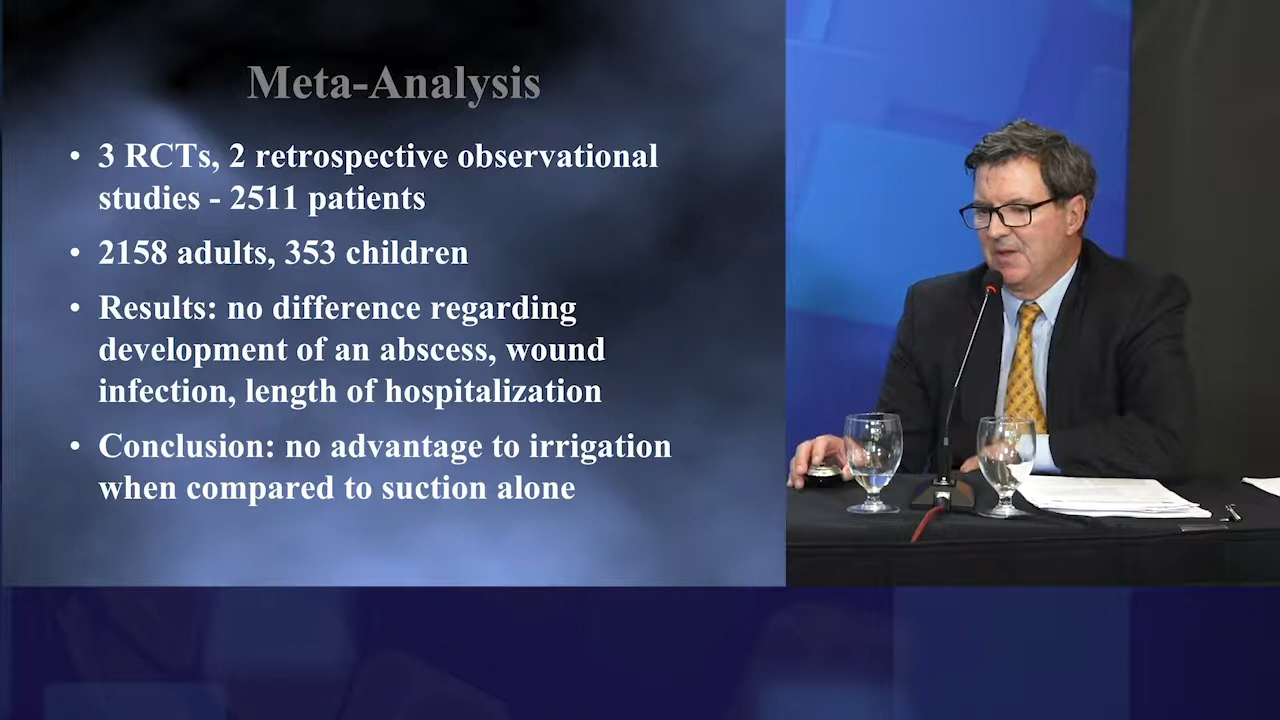 Meta-Analysis
• 3 RCTs, 2 retrospective observational
studies - 2511 patients
• 2158 adults, 353 children
• Results: no difference regarding
development of an abscess, wound
infection, length of hospitalization
• Conclusion: no advantage to irrigation
when compared to suction alone